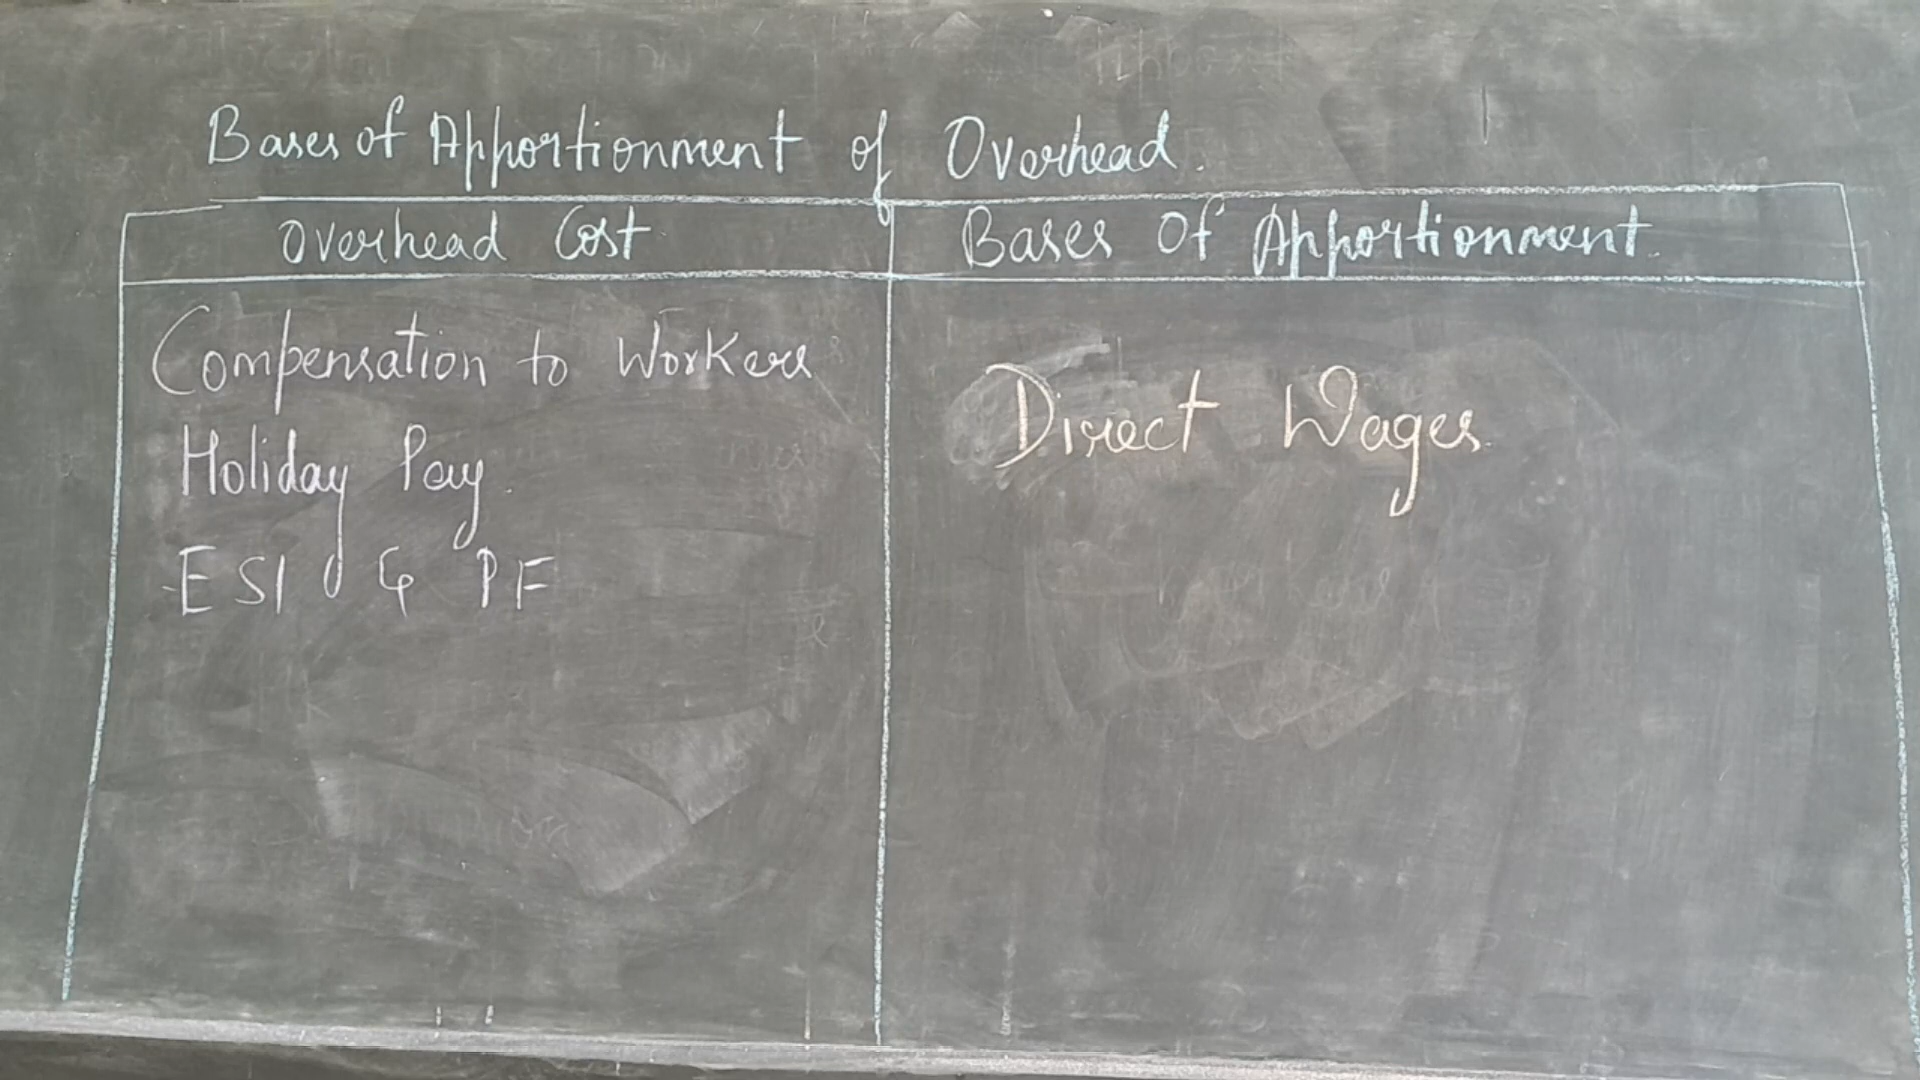 Bases of Apportionment of Overhead.
Overhead Cost
Bases Of Apportionment.
Compensation to Workers
Holiday Pay.
ESI & PF
Direct Wages.